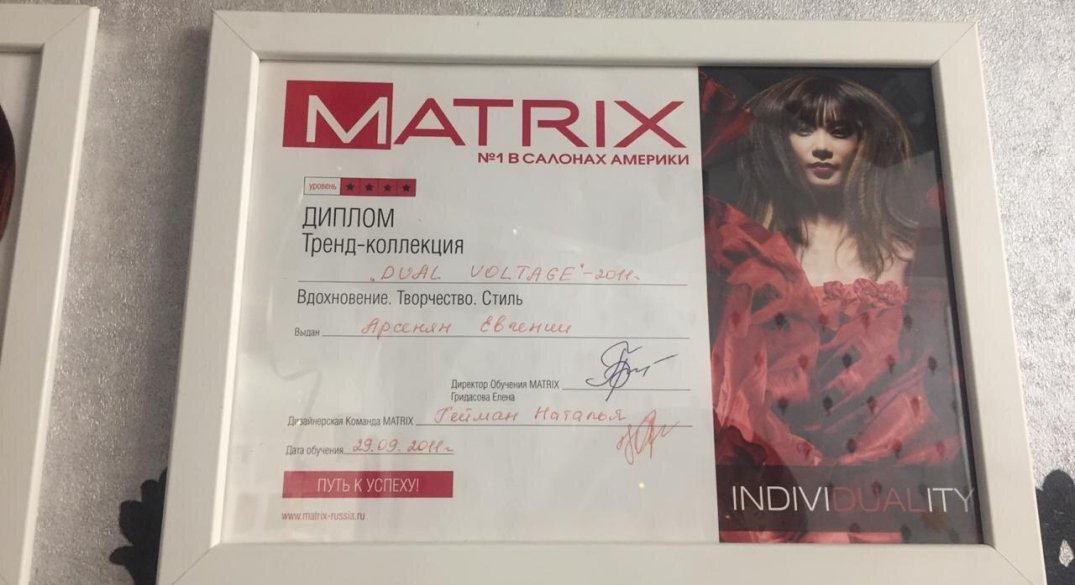 MATRIX
№1 В САЛОНАХ АМЕРИКИ
уровень
ДИПЛОМ
Тренд-коллекция
„DUAL VOLTAGE“-2011г.
Вдохновение. Творчество. Стиль
Выдан Арсенян Евгении
Директор Обучения MATRIX
Гридасова Елена
Дизайнерская Команда MATRIX Гейман Наталья
Дата обучения 29.09.2011г
ПУТЬ К УСПЕХУ!
www.matrix-russia.ru
INDIVIDUALITY